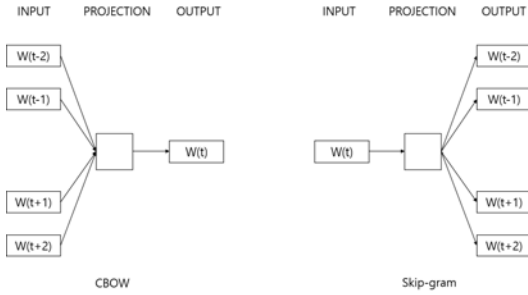 INPUT PROJECTION OUTPUT
W(t-2)
W(t-1)
W(t)
W(t+1)
W(t+2)
CBOW
INPUT PROJECTION OUTPUT
W(t-2)
W(t-1)
W(t)
W(t+1)
W(t+2)
Skip-gram